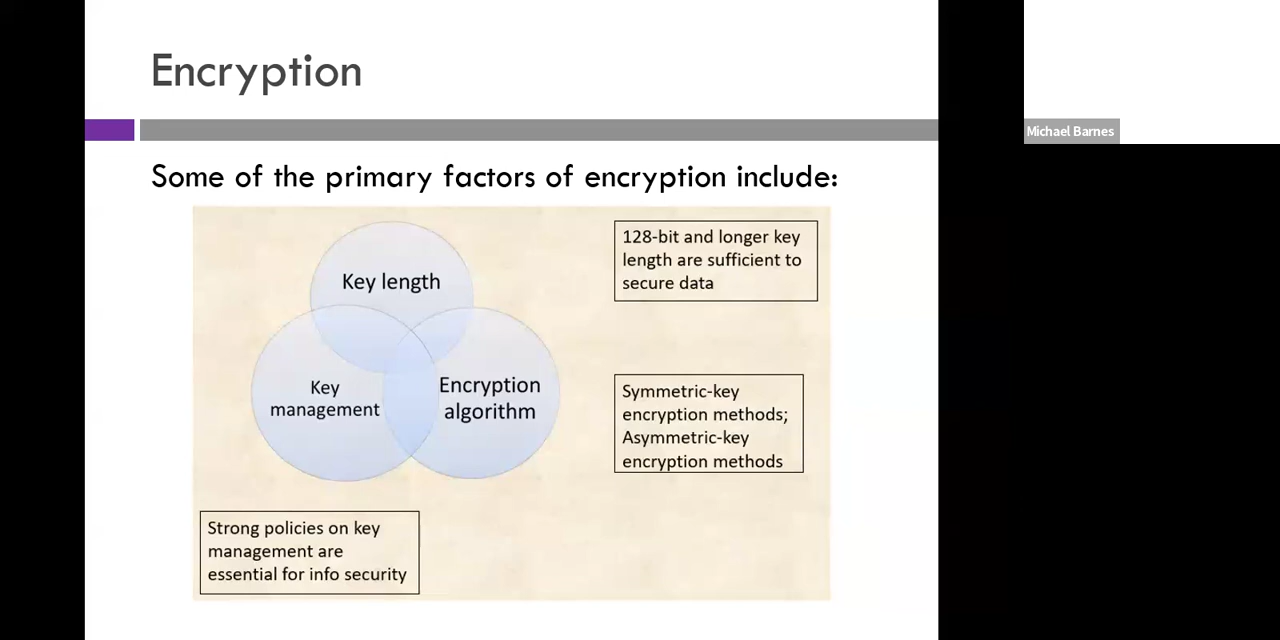 Encryption
Michael Barnes
Some of the primary factors of encryption include:
Key length
128-bit and longer key
length are sufficient to
secure data
Key
management
Encryption
algorithm
Symmetric-key
encryption methods;
Asymmetric-key
encryption methods
Strong policies on key
management are
essential for info security